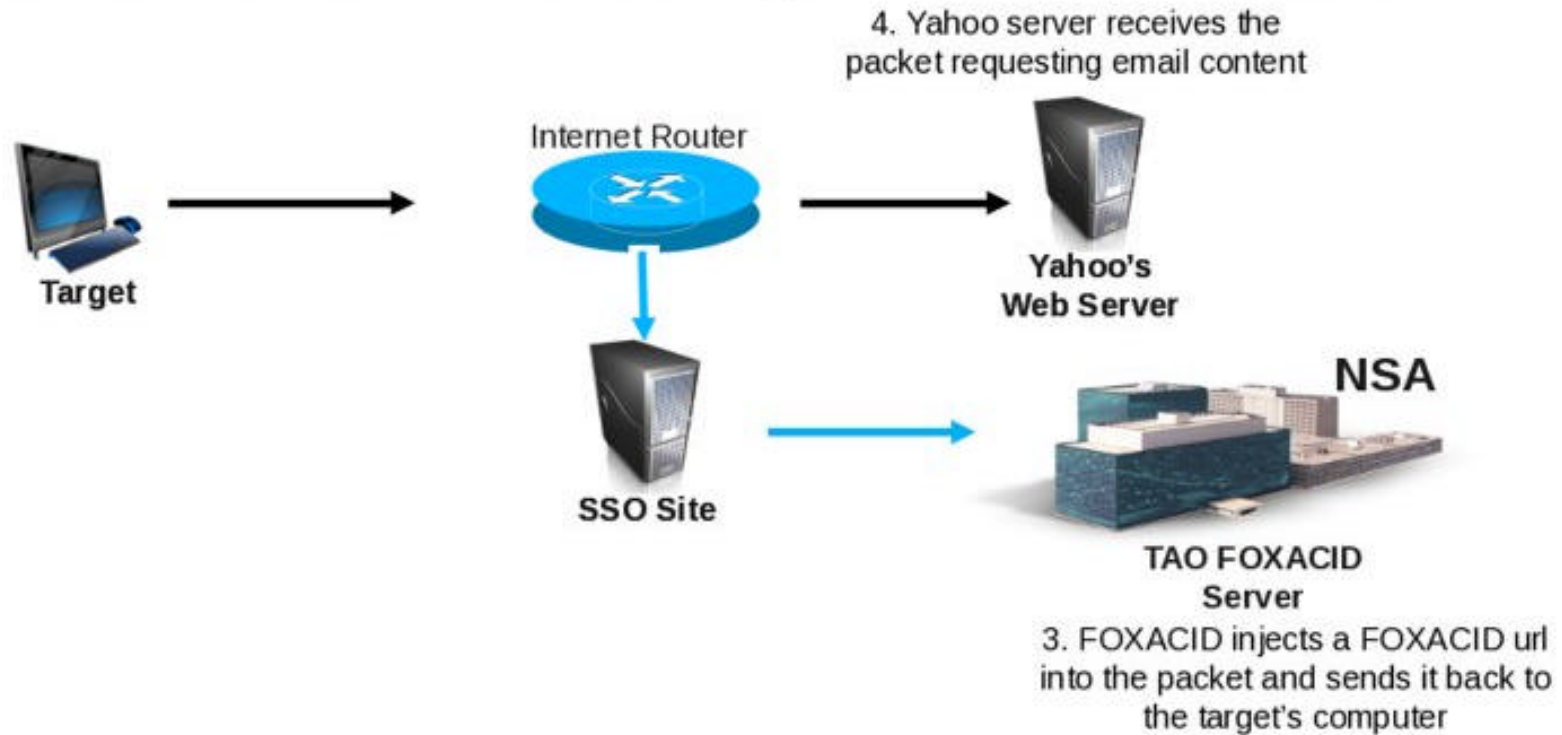 4. Yahoo server receives the
packet requesting email content
Internet Router
Target
Yahoo's
Web Server
SSO Site
NSA
TAO FOXACID
Server
3. FOXACID injects a FOXACID url
into the packet and sends it back to
the target's computer